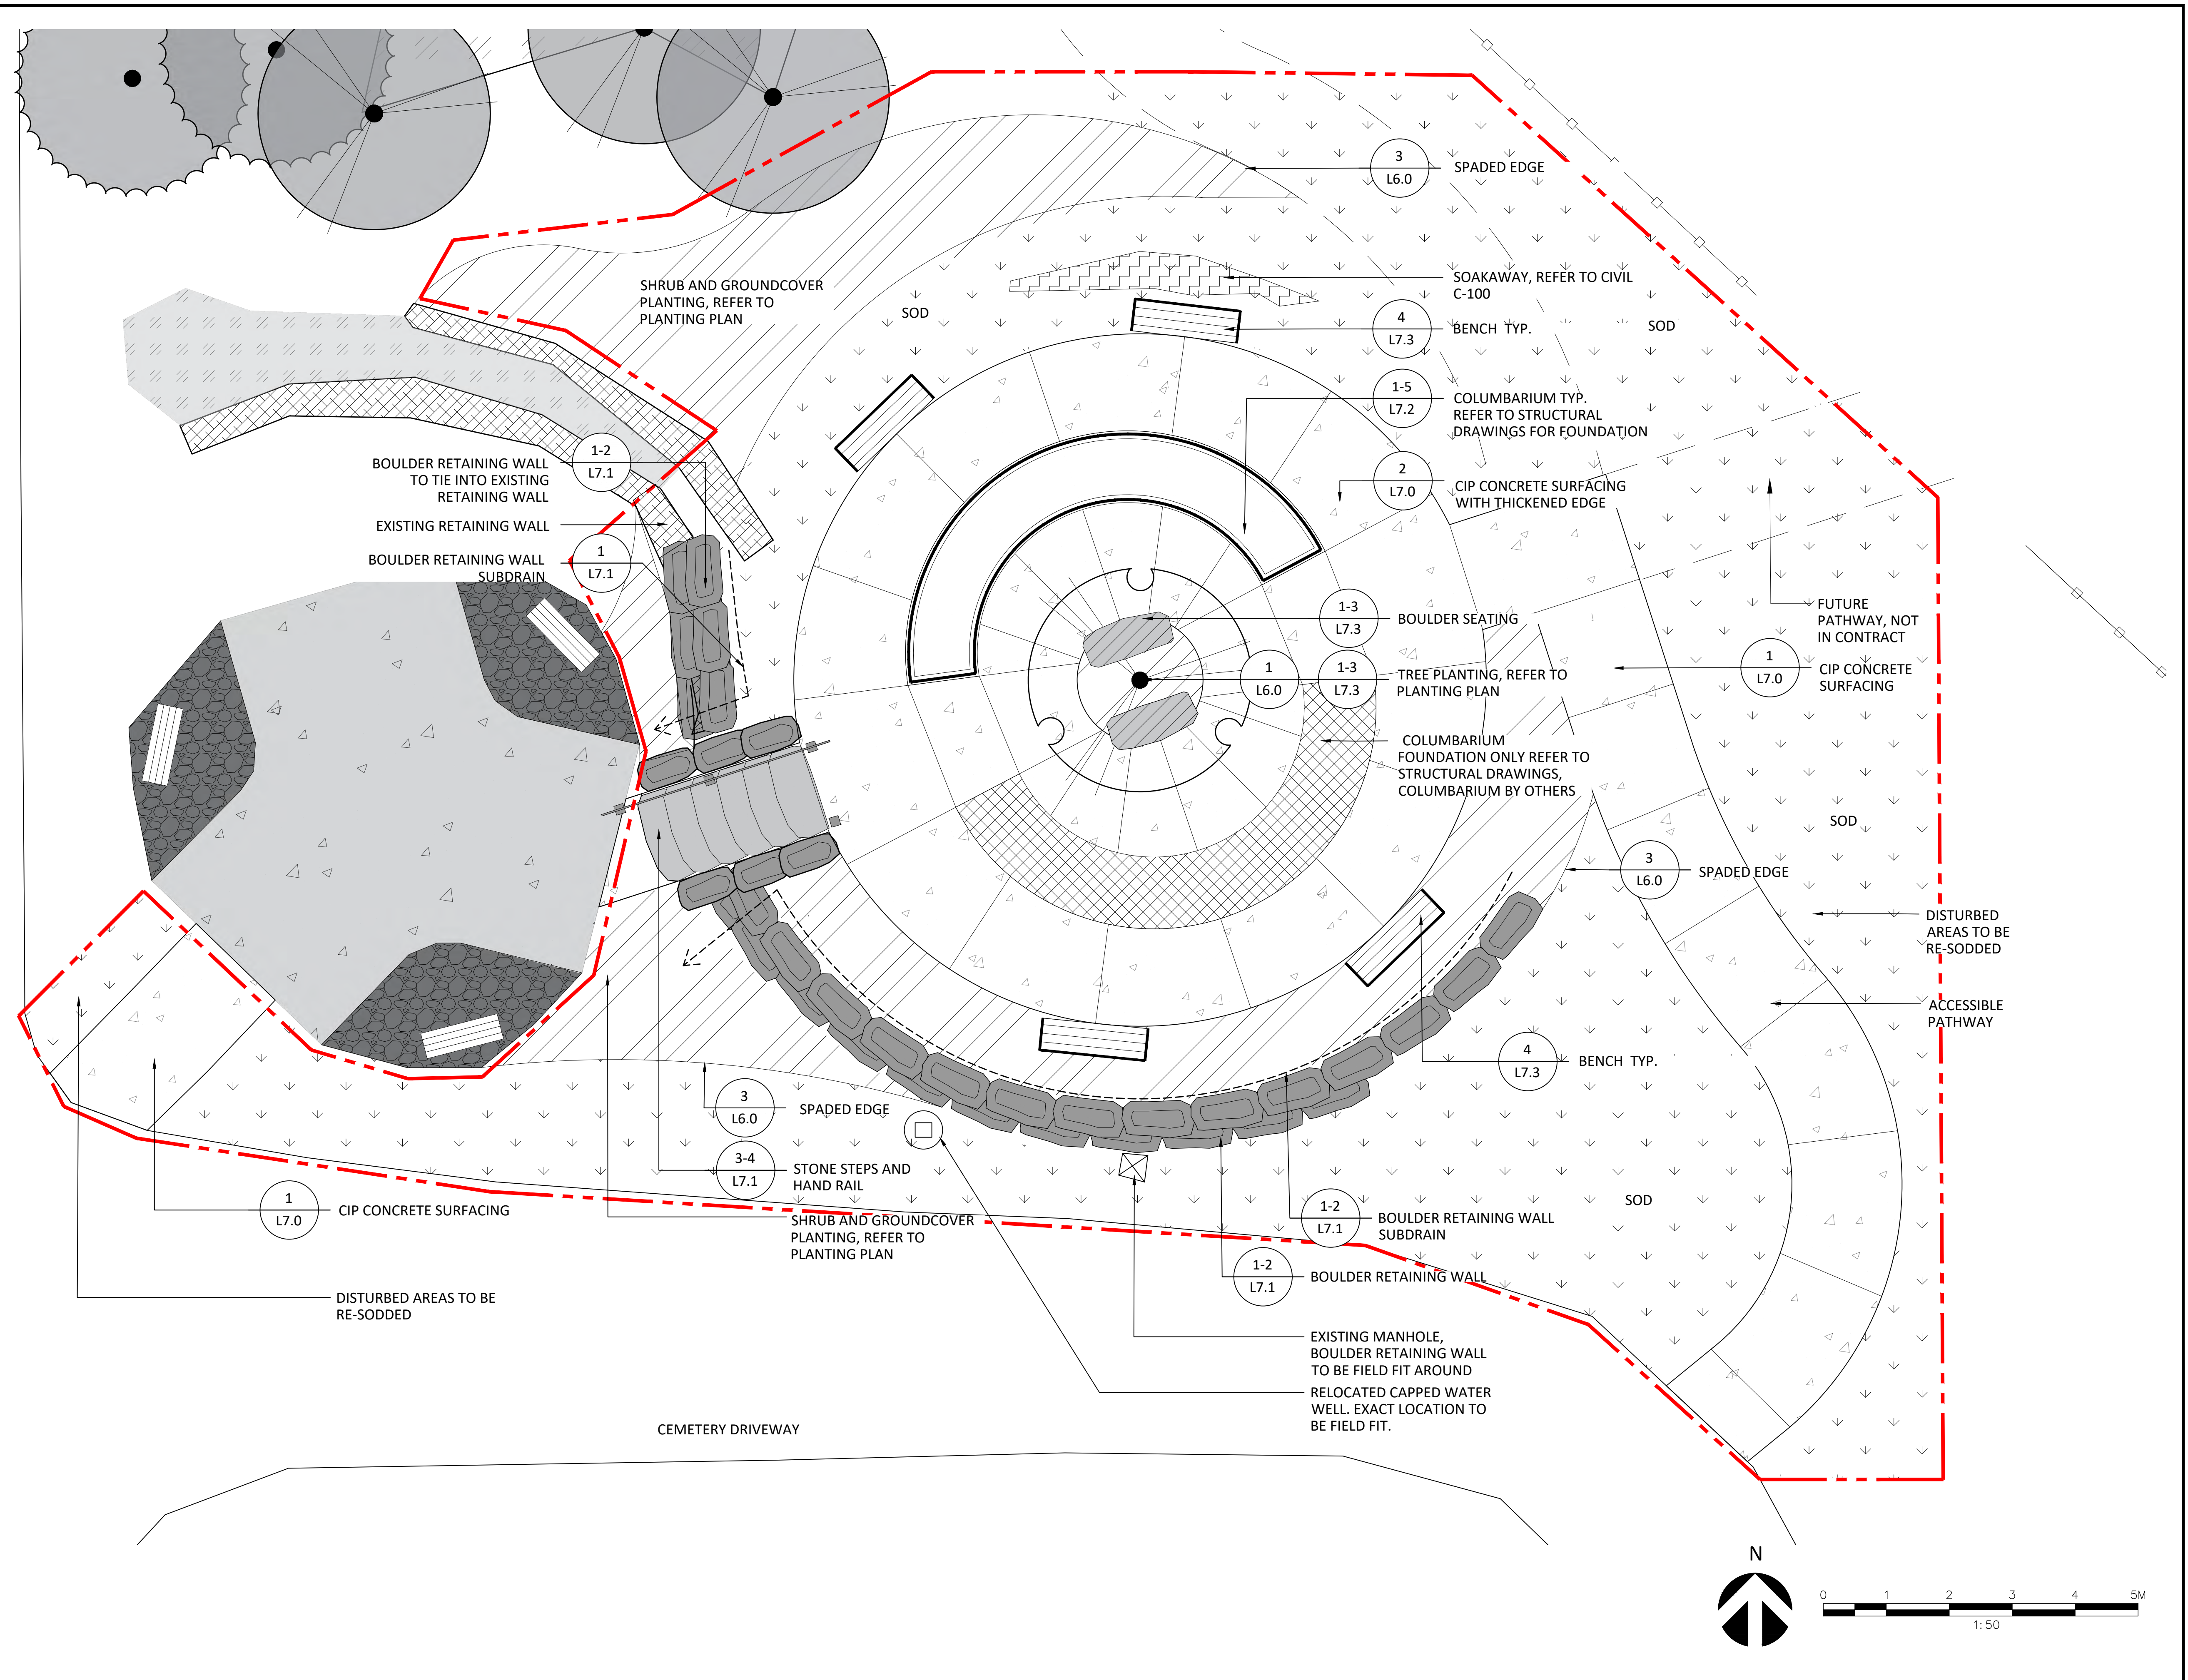 3
L6.0
SPADED EDGE
SHRUB AND GROUNDCOVER
PLANTING, REFER TO
PLANTING PLAN
SOD
SOAKAWAY, REFER TO CIVIL
C-100
4
L7.3
BENCH TYP.
SOD
1-5
L7.2
COLUMBARIUM TYP.
REFER TO STRUCTURAL
DRAWINGS FOR FOUNDATION
1-2
L7.1
BOULDER RETAINING WALL
TO TIE INTO EXISTING
RETAINING WALL
2
L7.0
CIP CONCRETE SURFACING
WITH THICKENED EDGE
EXISTING RETAINING WALL
1
L7.1
BOULDER RETAINING WALL
SUBDRAIN
1-3
L7.3
BOULDER SEATING
FUTURE
PATHWAY, NOT
IN CONTRACT
1
L6.0
1-3
L7.3
TREE PLANTING, REFER TO
PLANTING PLAN
1
L7.0
CIP CONCRETE
SURFACING
COLUMBARIUM
FOUNDATION ONLY REFER TO
STRUCTURAL DRAWINGS,
COLUMBARIUM BY OTHERS
SOD
3
L6.0
SPADED EDGE
DISTURBED
AREAS TO BE
RE-SODDED
ACCESSIBLE
PATHWAY
4
L7.3
BENCH TYP.
3
L6.0
SPADED EDGE
3-4
L7.1
STONE STEPS AND
HAND RAIL
1
L7.0
CIP CONCRETE SURFACING
SHRUB AND GROUNDCOVER
PLANTING, REFER TO
PLANTING PLAN
1-2
L7.1
BOULDER RETAINING WALL
SUBDRAIN
SOD
1-2
L7.1
BOULDER RETAINING WALL
DISTURBED AREAS TO BE
RE-SODDED
EXISTING MANHOLE,
BOULDER RETAINING WALL
TO BE FIELD FIT AROUND
RELOCATED CAPPED WATER
WELL. EXACT LOCATION TO
BE FIELD FIT.
CEMETERY DRIVEWAY
N
0 1 2 3 4 5M
1:50